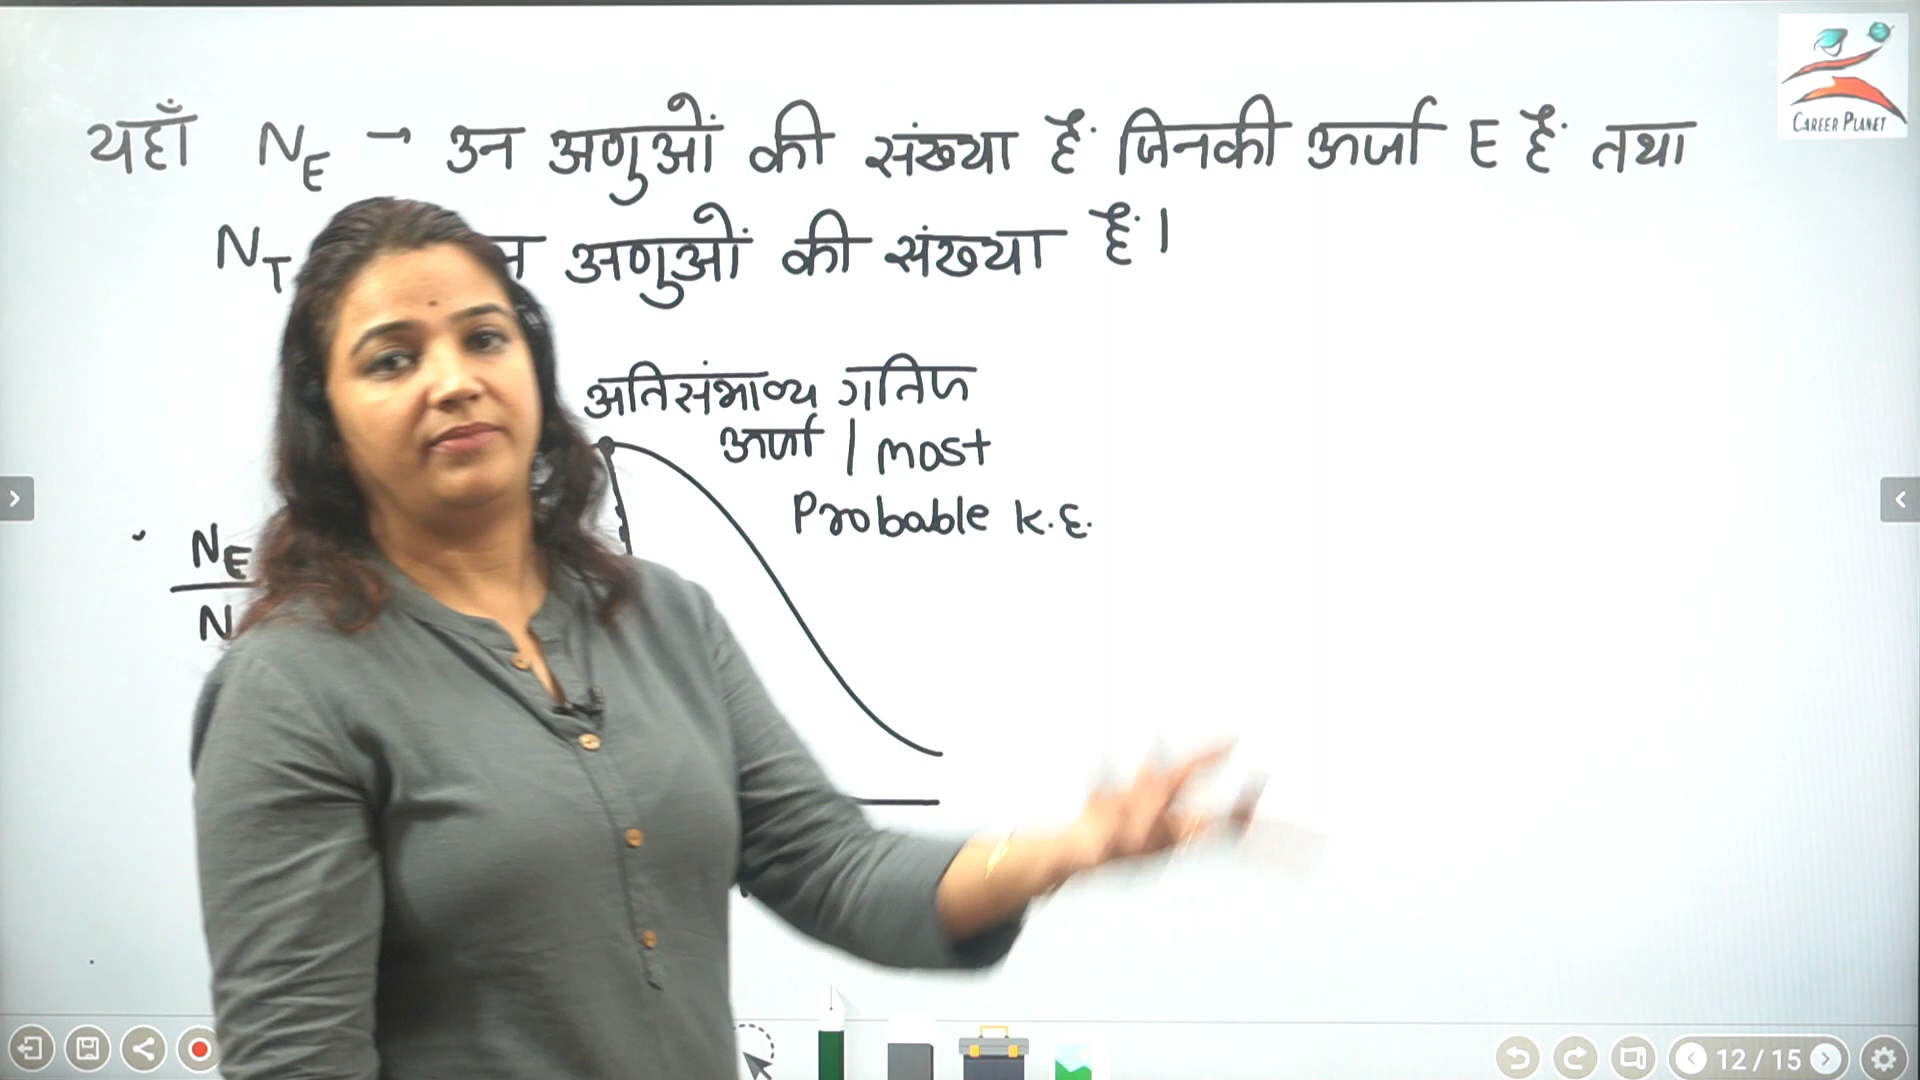 यहाँ N_E → उन अणुओं की संख्या हैं जिनकी ऊर्जा E हैं तथा
N_T अणुओं की संख्या हैं।
अतिसंभाव्य गतिज
ऊर्जा / most
Probable K.E.
N_E
N
CAREER PLANET
12 / 15